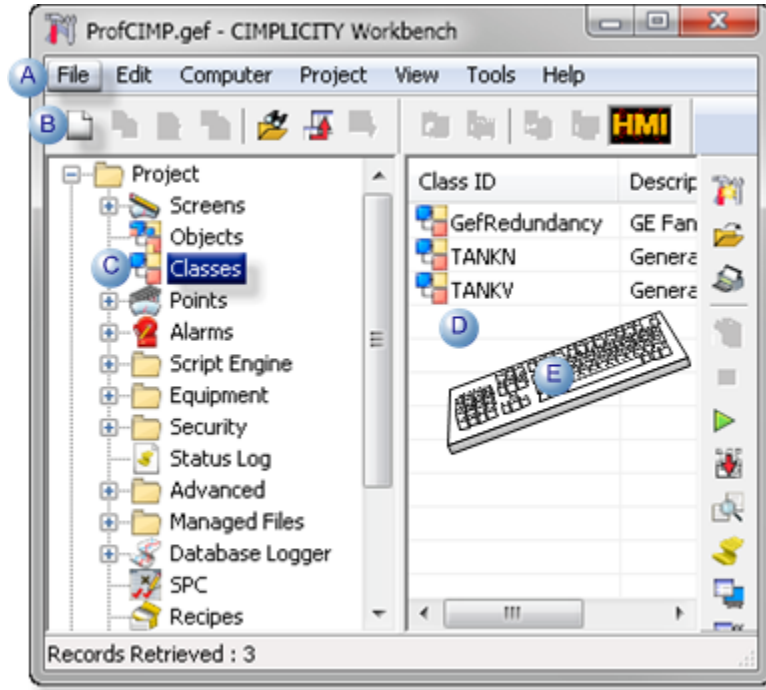 ProfCIMP.gef - CIMPLICITY Workbench
A File Edit Computer Project View Tools Help
B HMI
Project
Screens
Objects
C Classes
Points
Alarms
Script Engine
Equipment
Security
Status Log
Advanced
Managed Files
Database Logger
SPC
Recipes
Class ID Descrip
GefRedundancy GE Fan
TANKN Genera
TANKV Genera
D
E
Records Retrieved : 3